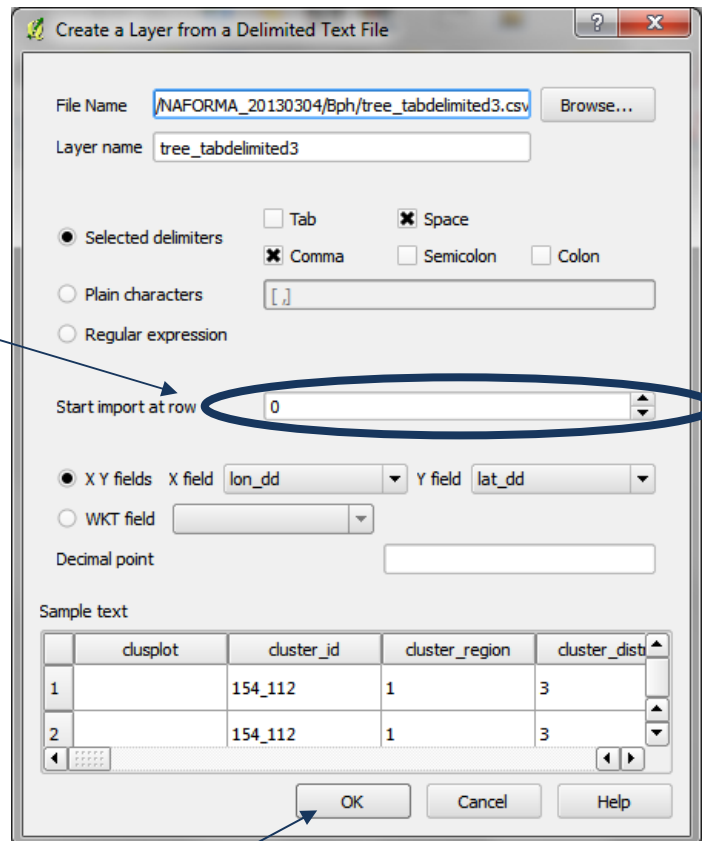 Create a Layer from a Delimited Text File
File Name /NAFORMA_20130304/Bph/tree_tabdelimited3.csv Browse...
Layer name tree_tabdelimited3
Selected delimiters Tab Space
Comma Semicolon Colon
Plain characters [ ,]
Regular expression
Start import at row 0
X Y fields X field lon_dd Y field lat_dd
WKT field
Decimal point
Sample text
clusplot cluster_id cluster_region cluster_distr
1 154_112 1 3
2 154_112 1 3
OK Cancel Help